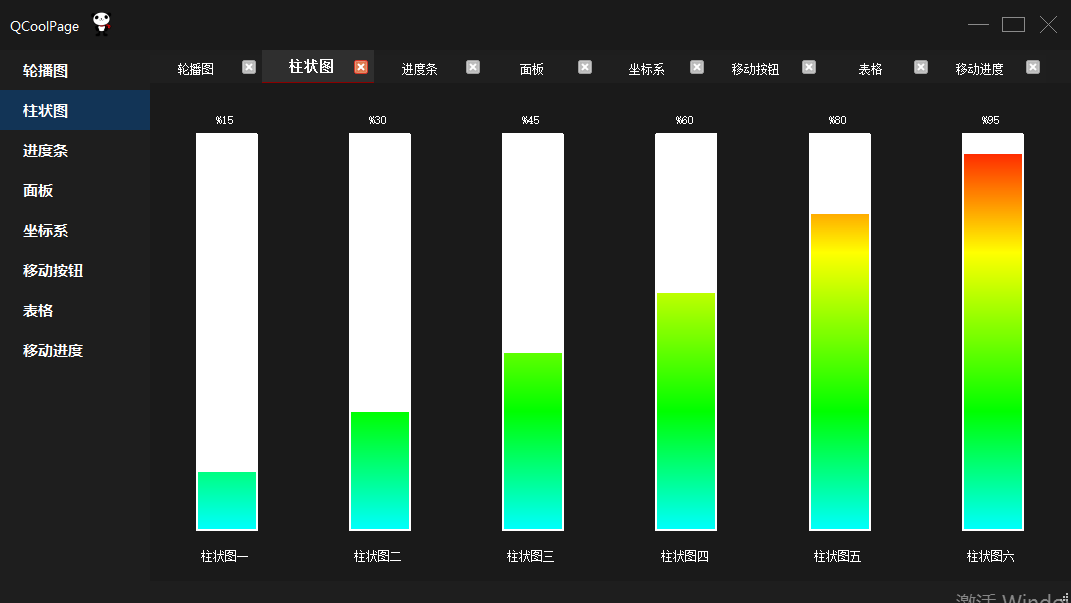 QCoolPage
轮播图
柱状图
进度条
面板
坐标系
移动按钮
表格
移动进度
轮播图 柱状图 进度条 面板 坐标系 移动按钮 表格 移动进度
%15 %30 %45 %60 %80 %95
柱状图一 柱状图二 柱状图三 柱状图四 柱状图五 柱状图六
激活